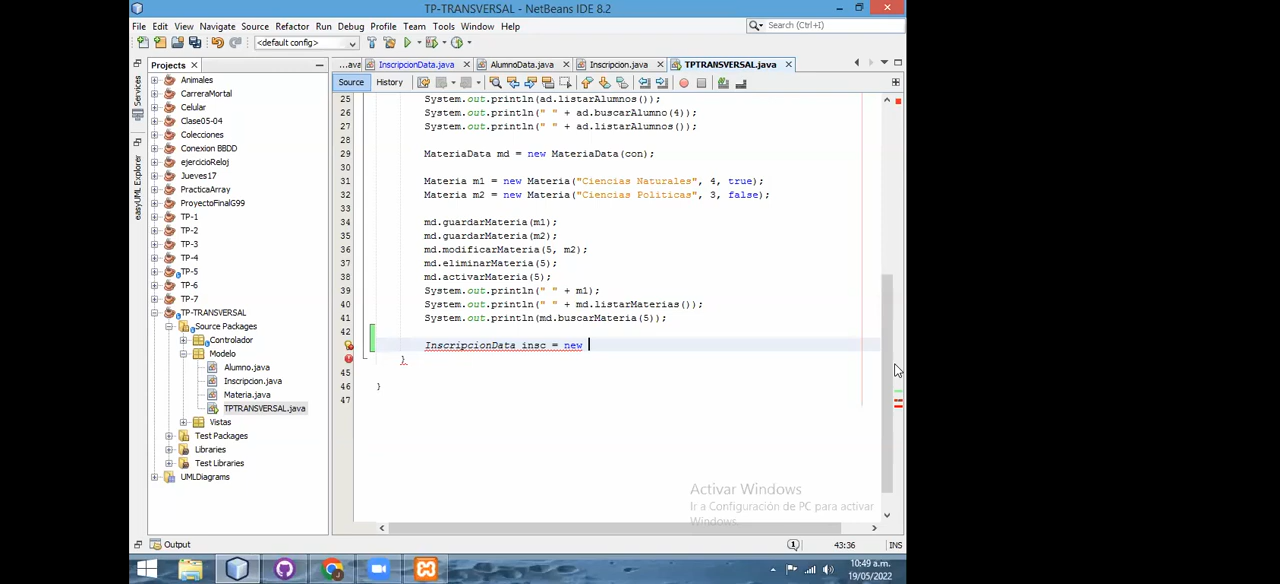 TP-TRANSVERSAL - NetBeans IDE 8.2
File Edit View Navigate Source Refactor Run Debug Profile Team Tools Window Help
Search (Ctrl+I)
<default config>
Projects
...ava InscripcionData.java AlumnoData.java Inscripcion.java TPTRANSVERSAL.java
Source History
Services
easyUML Explorer
Animales
CarreraMortal
Celular
Clase05-04
Colecciones
Conexion BBDD
ejercicioReloj
Jueves17
PracticaArray
ProyectoFinalG99
TP-1
TP-2
TP-3
TP-4
TP-5
TP-6
TP-7
TP-TRANSVERSAL
Source Packages
Controlador
Modelo
Alumno.java
Inscripcion.java
Materia.java
TPTRANSVERSAL.java
Vistas
Test Packages
Libraries
Test Libraries
UMLDiagrams
25 System.out.println(ad.listarAlumnos());
26 System.out.println(" " + ad.buscarAlumno(4));
27 System.out.println(" " + ad.listarAlumnos());
28
29 MateriaData md = new MateriaData(con);
30
31 Materia m1 = new Materia("Ciencias Naturales", 4, true);
32 Materia m2 = new Materia("Ciencias Politicas", 3, false);
33
34 md.guardarMateria(m1);
35 md.guardarMateria(m2);
36 md.modificarMateria(5, m2);
37 md.eliminarMateria(5);
38 md.activarMateria(5);
39 System.out.println(" " + m1);
40 System.out.println(" " + md.listarMaterias());
41 System.out.println(md.buscarMateria(5));
42
InscripcionData insc = new
}
45
46 }
47
Activar Windows
Ir a Configuración de PC para activar
Windows.
Output
1
43:36
INS
10:49 a.m.
19/05/2022